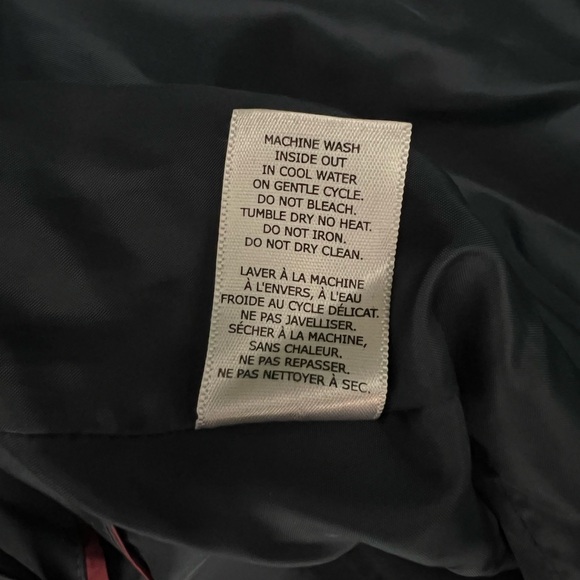 MACHINE WASH
INSIDE OUT
IN COOL WATER
ON GENTLE CYCLE.
DO NOT BLEACH.
TUMBLE DRY NO HEAT.
DO NOT IRON.
DO NOT DRY CLEAN.
LAVER À LA MACHINE
À L'ENVERS, À L'EAU
FROIDE AU CYCLE DÉLICAT.
NE PAS JAVELLISER.
SÉCHER À LA MACHINE,
SANS CHALEUR.
NE PAS REPASSER.
NE PAS NETTOYER À SEC.